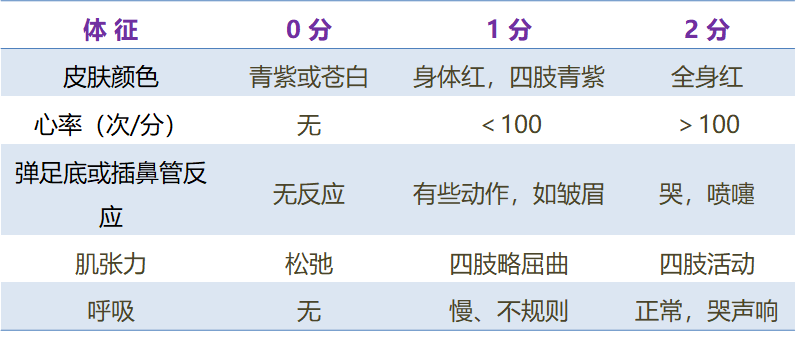 体 征 0 分 1 分 2 分
皮肤颜色 青紫或苍白 身体红，四肢青紫 全身红
心率（次/分） 无 ＜100 ＞100
弹足底或插鼻管反应 无反应 有些动作，如皱眉 哭，喷嚏
肌张力 松弛 四肢略屈曲 四肢活动
呼吸 无 慢、不规则 正常，哭声响